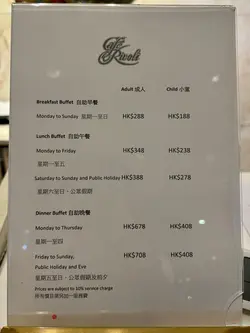 Café
Rivoli
Adult 成人 Child 小童
Breakfast Buffet 自助早餐
Monday to Sunday 星期一至日 HK$288 HK$188
Lunch Buffet 自助午餐
Monday to Friday HK$348 HK$238
星期一至五
Saturday to Sunday and Public Holiday HK$388 HK$278
星期六至日、公眾假期
Dinner Buffet 自助晚餐
Monday to Thursday HK$678 HK$408
星期一至四
Friday to Sunday, HK$708 HK$408
Public Holiday and Eve
星期五至日、公眾假期及前夕
Prices are subject to 10% service charge
所有價目需另加一服務費